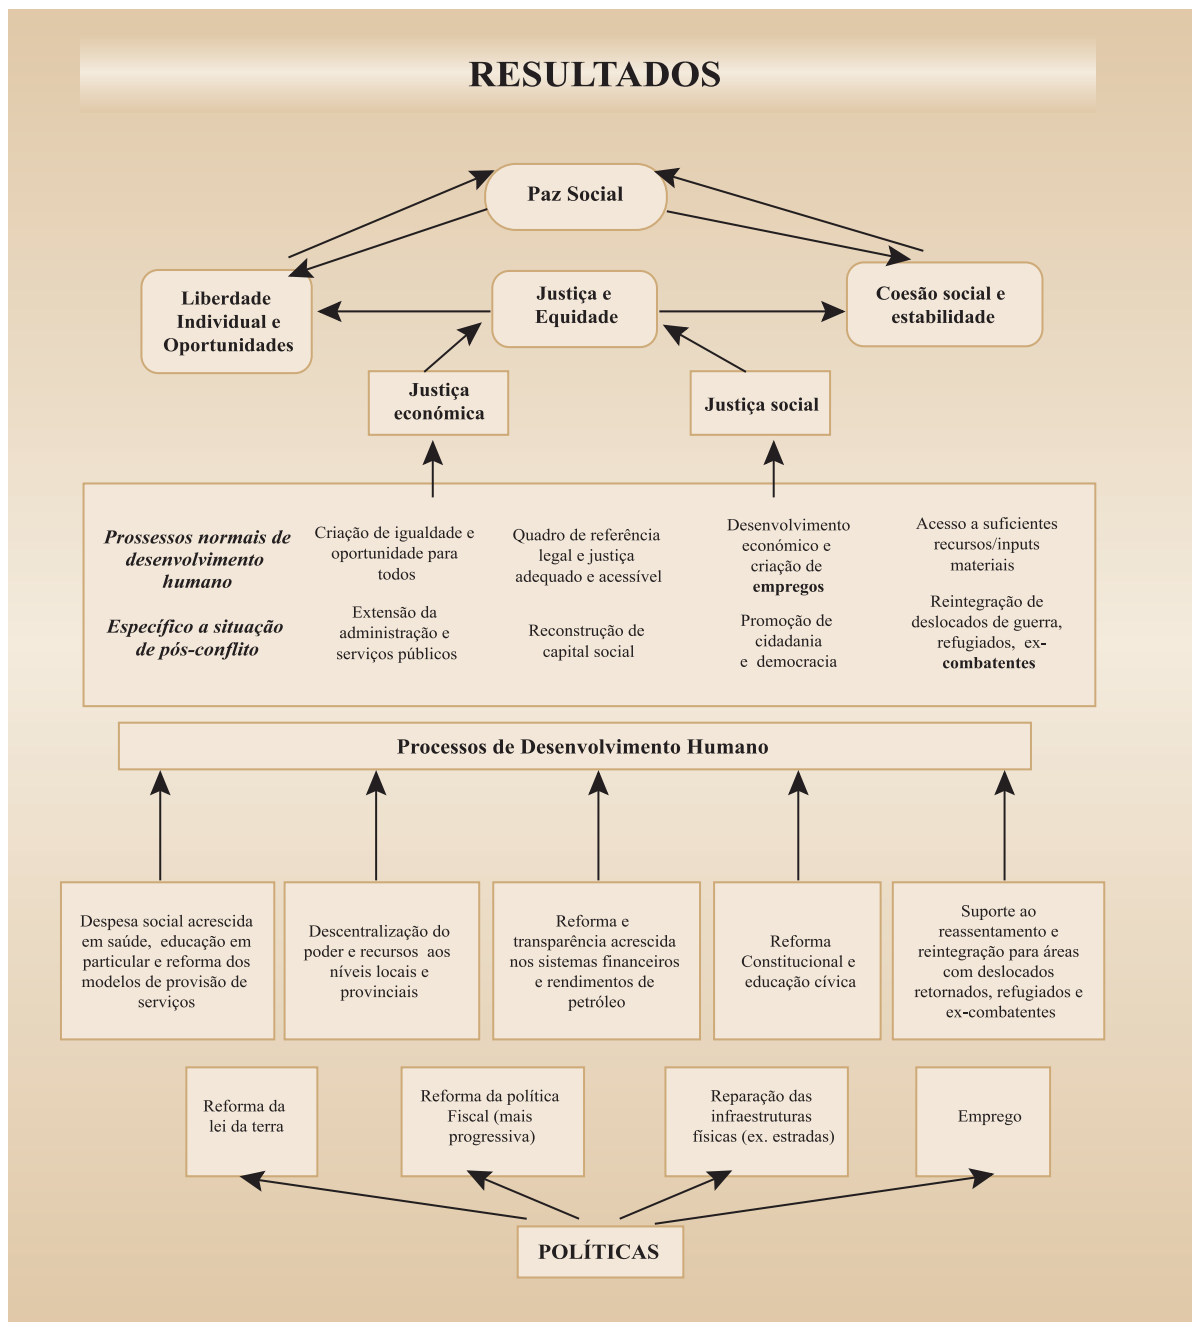 RESULTADOS
Paz Social
Liberdade
Individual e
Oportunidades
Justiça e
Equidade
Coesão social e
estabilidade
Justiça
económica
Justiça social
Prossessos normais de
desenvolvimento
humano
Criação de igualdade e
oportunidade para
todos
Quadro de referência
legal e justiça
adequado e acessível
Desenvolvimento
económico e
criação de
empregos
Acesso a suficientes
recursos/inputs
materiais
Específico a situação
de pós-conflito
Extensão da
administração e
serviços públicos
Reconstrução de
capital social
Promoção de
cidadania
e democracia
Reintegração de
deslocados de guerra,
refugiados, ex-
combatentes
Processos de Desenvolvimento Humano
Despesa social acrescida
em saúde, educação em
particular e reforma dos
modelos de provisão de
serviços
Descentralização do
poder e recursos aos
níveis locais e
provinciais
Reforma e
transparência acrescida
nos sistemas financeiros
e rendimentos de
petróleo
Reforma
Constitucional e
educação cívica
Suporte ao
reassentamento e
reintegração para áreas
com deslocados
retornados, refugiados e
ex-combatentes
Reforma da
lei da terra
Reforma da política
Fiscal (mais
progressiva)
Reparação das
infraestruturas
físicas (ex. estradas)
Emprego
POLÍTICAS